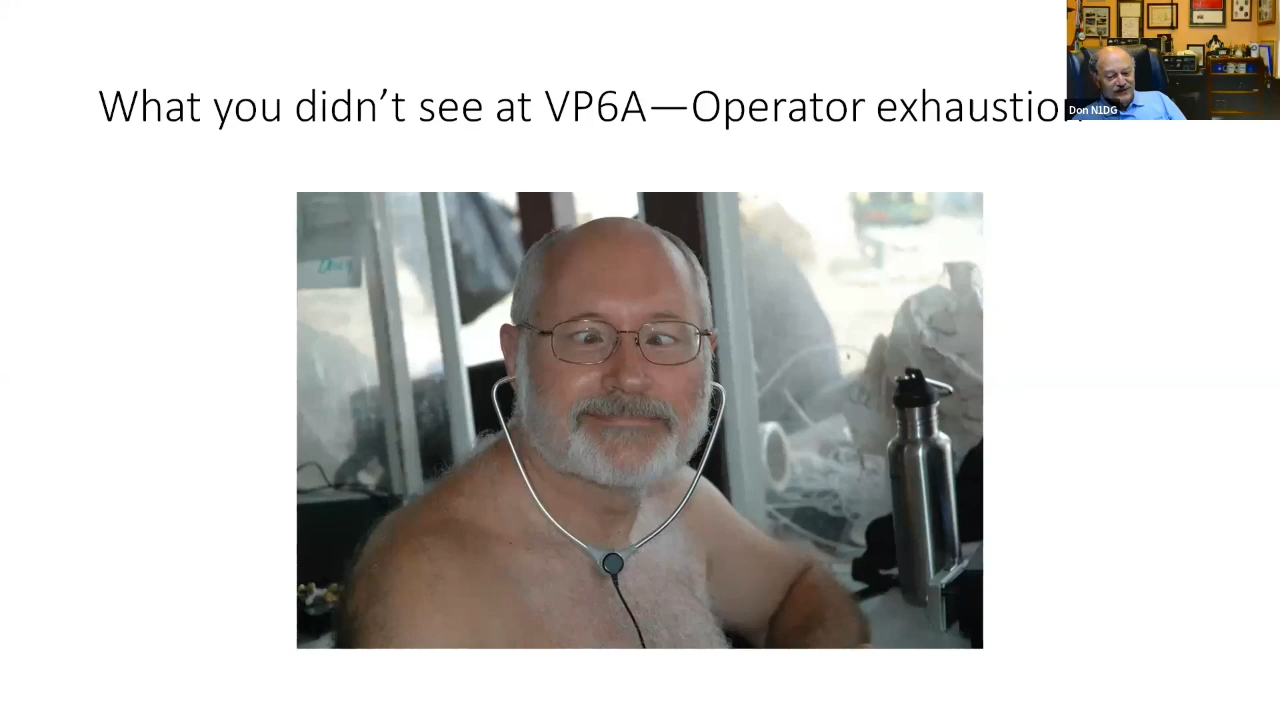 What you didn’t see at VP6A—Operator exhaustion
Don N1DG